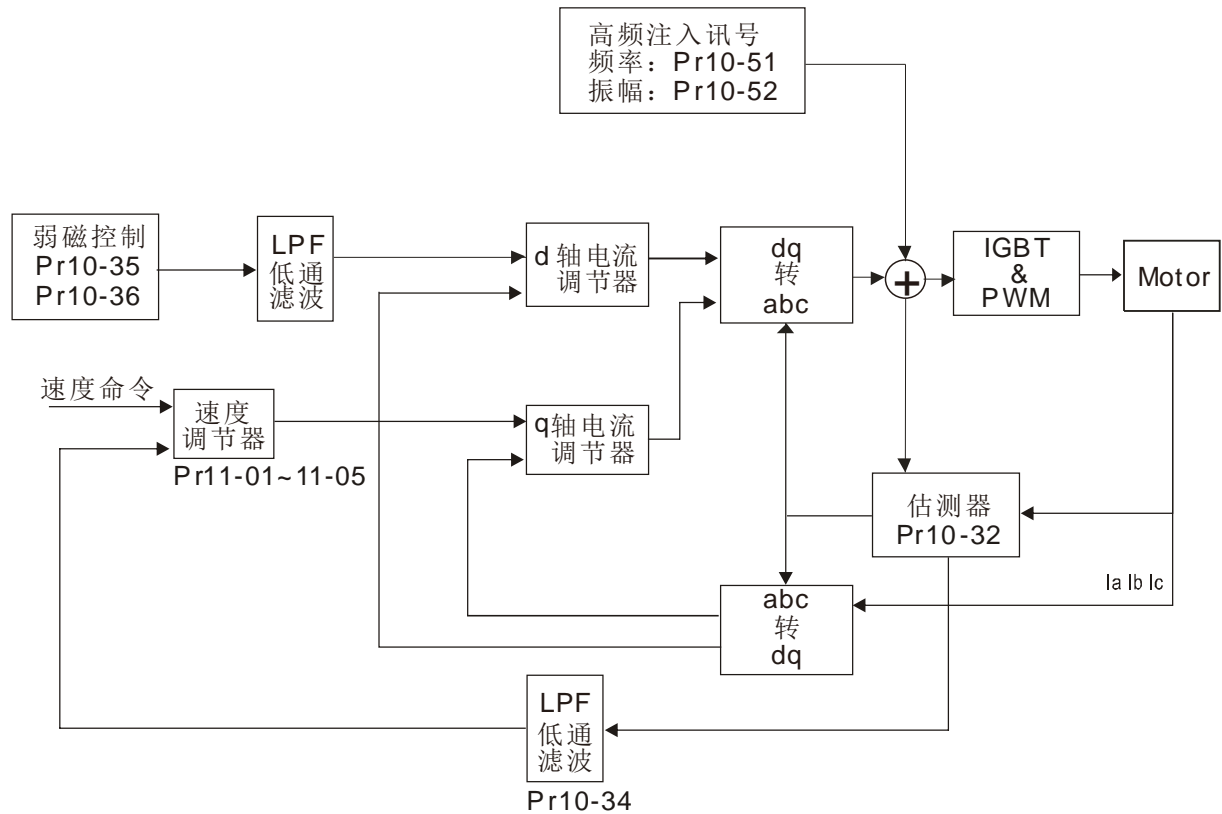 高频注入讯号
频率：Pr10-51
振幅：Pr10-52
弱磁控制
Pr10-35
Pr10-36
LPF
低通
滤波
d轴电流
调节器
dq
转
abc
+
IGBT
&
PWM
Motor
速度命令
速度
调节器
Pr11-01~11-05
q轴电流
调节器
估测器
Pr10-32
Ia Ib Ic
abc
转
dq
LPF
低通
滤波
Pr10-34